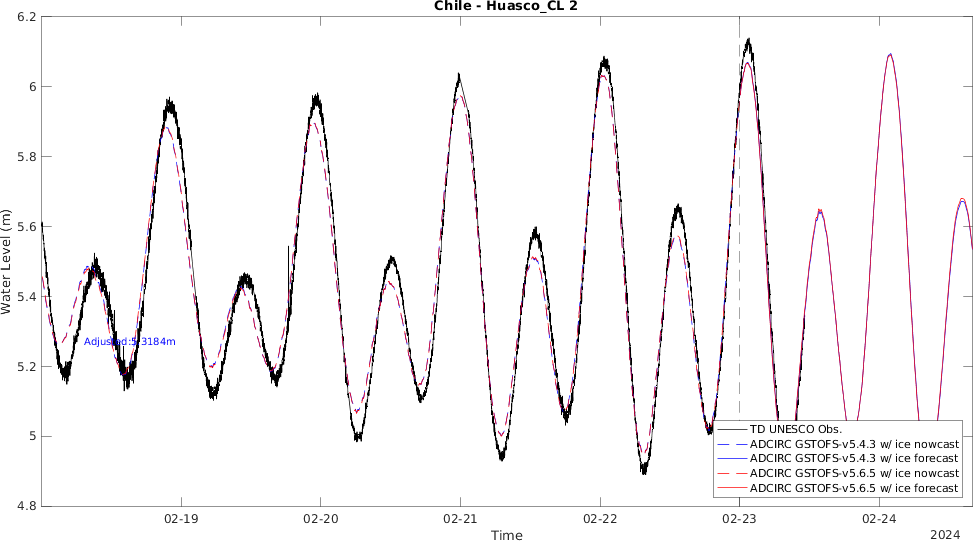 Chile - Huasco_CL 2
6.2
6
5.8
5.6
5.4
5.2
5
4.8
Water Level (m)
Adjusted:5.3184m
TD UNESCO Obs.
ADCIRC GSTOFS-v5.4.3 w/ ice nowcast
ADCIRC GSTOFS-v5.4.3 w/ ice forecast
ADCIRC GSTOFS-v5.6.5 w/ ice nowcast
ADCIRC GSTOFS-v5.6.5 w/ ice forecast
02-19 02-20 02-21 02-22 02-23 02-24
Time
2024